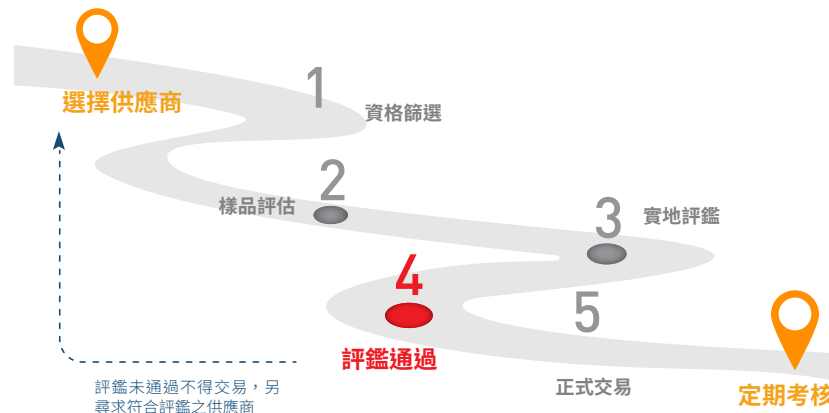 選擇供應商
1
資格篩選
2
樣品評估
3
實地評鑑
4
評鑑通過
5
正式交易
定期考核
評鑑未通過不得交易，另
尋求符合評鑑之供應商